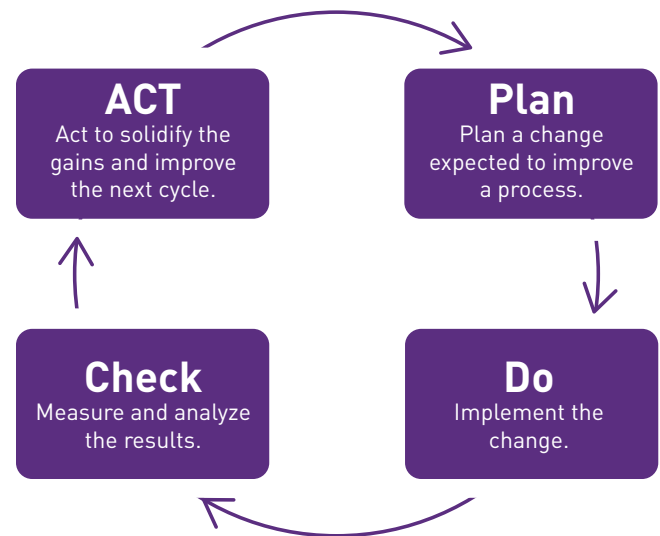 ACT
Act to solidify the
gains and improve
the next cycle.
Plan
Plan a change
expected to improve
a process.
Check
Measure and analyze
the results.
Do
Implement the
change.